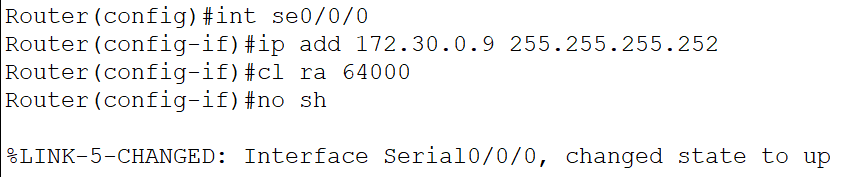 Router(config)#int se0/0/0
Router(config-if)#ip add 172.30.0.9 255.255.255.252
Router(config-if)#cl ra 64000
Router(config-if)#no sh
%LINK-5-CHANGED: Interface Serial0/0/0, changed state to up